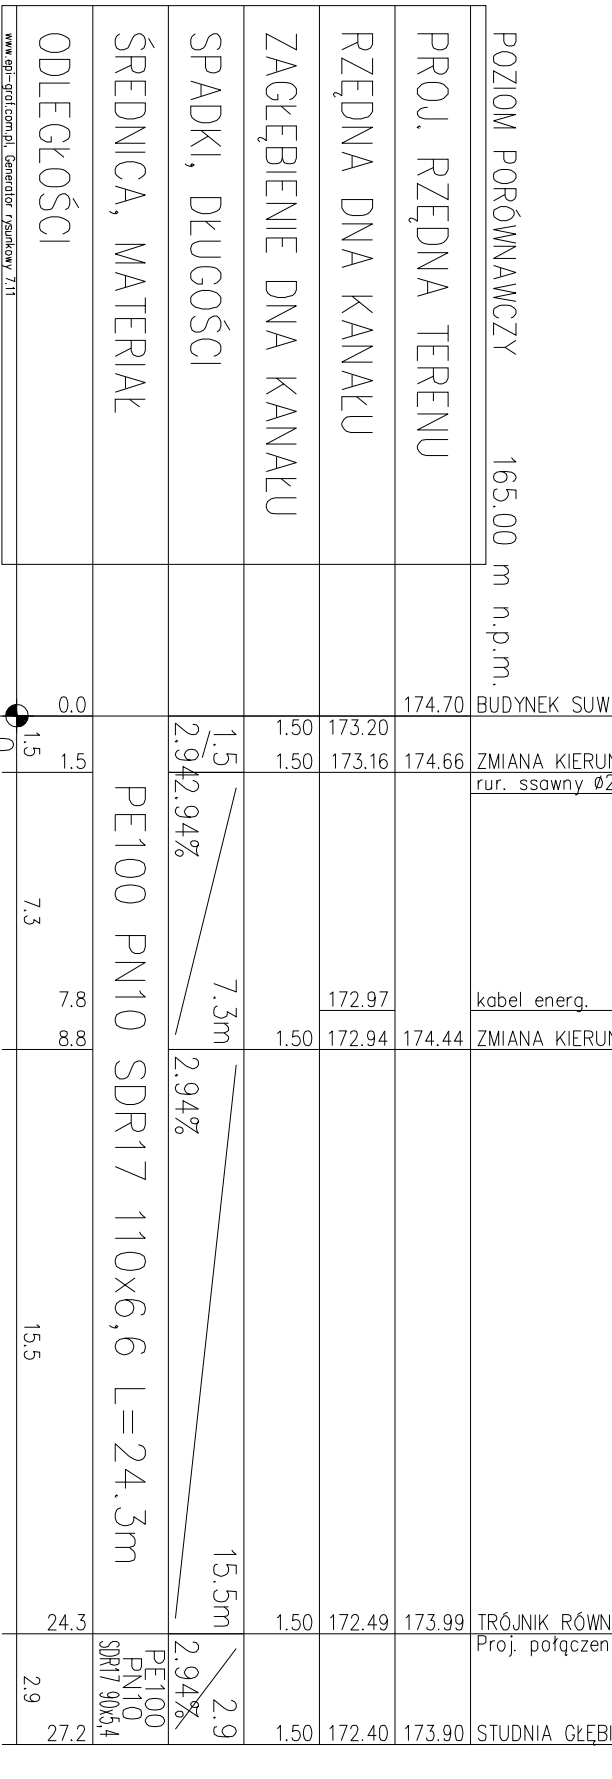 POZIOM PORÓWNAWCZY 165.00 m n.p.m.
PROJ. RZĘDNA TERENU
RZĘDNA DNA KANAŁU
ZAGŁĘBIENIE DNA KANAŁU
SPADKI, DŁUGOŚCI
ŚREDNICA, MATERIAŁ
ODLEGŁOŚCI
www.epi-graf.com.pl, Generator rysunkowy 7.11
0.0 174.70 BUDYNEK SUW
1.50 173.20
1.5 1.50 173.16 174.66 ZMIANA KIERUN
rur. ssawny Ø2
7.8 172.97 kabel energ.
8.8 1.50 172.94 174.44 ZMIANA KIERUN
24.3 1.50 172.49 173.99 TRÓJNIK RÓWN
Proj. połączen
27.2 1.50 172.40 173.90 STUDNIA GŁĘBI
1.5
7.3m
15.5m
2.9
2.94
2.94%
2.94%
2.94%
PE100 PN10 SDR17 110x6,6 L=24.3m
PE100
PN10
SDR17 90x5,4
1.5
7.3
15.5
2.9